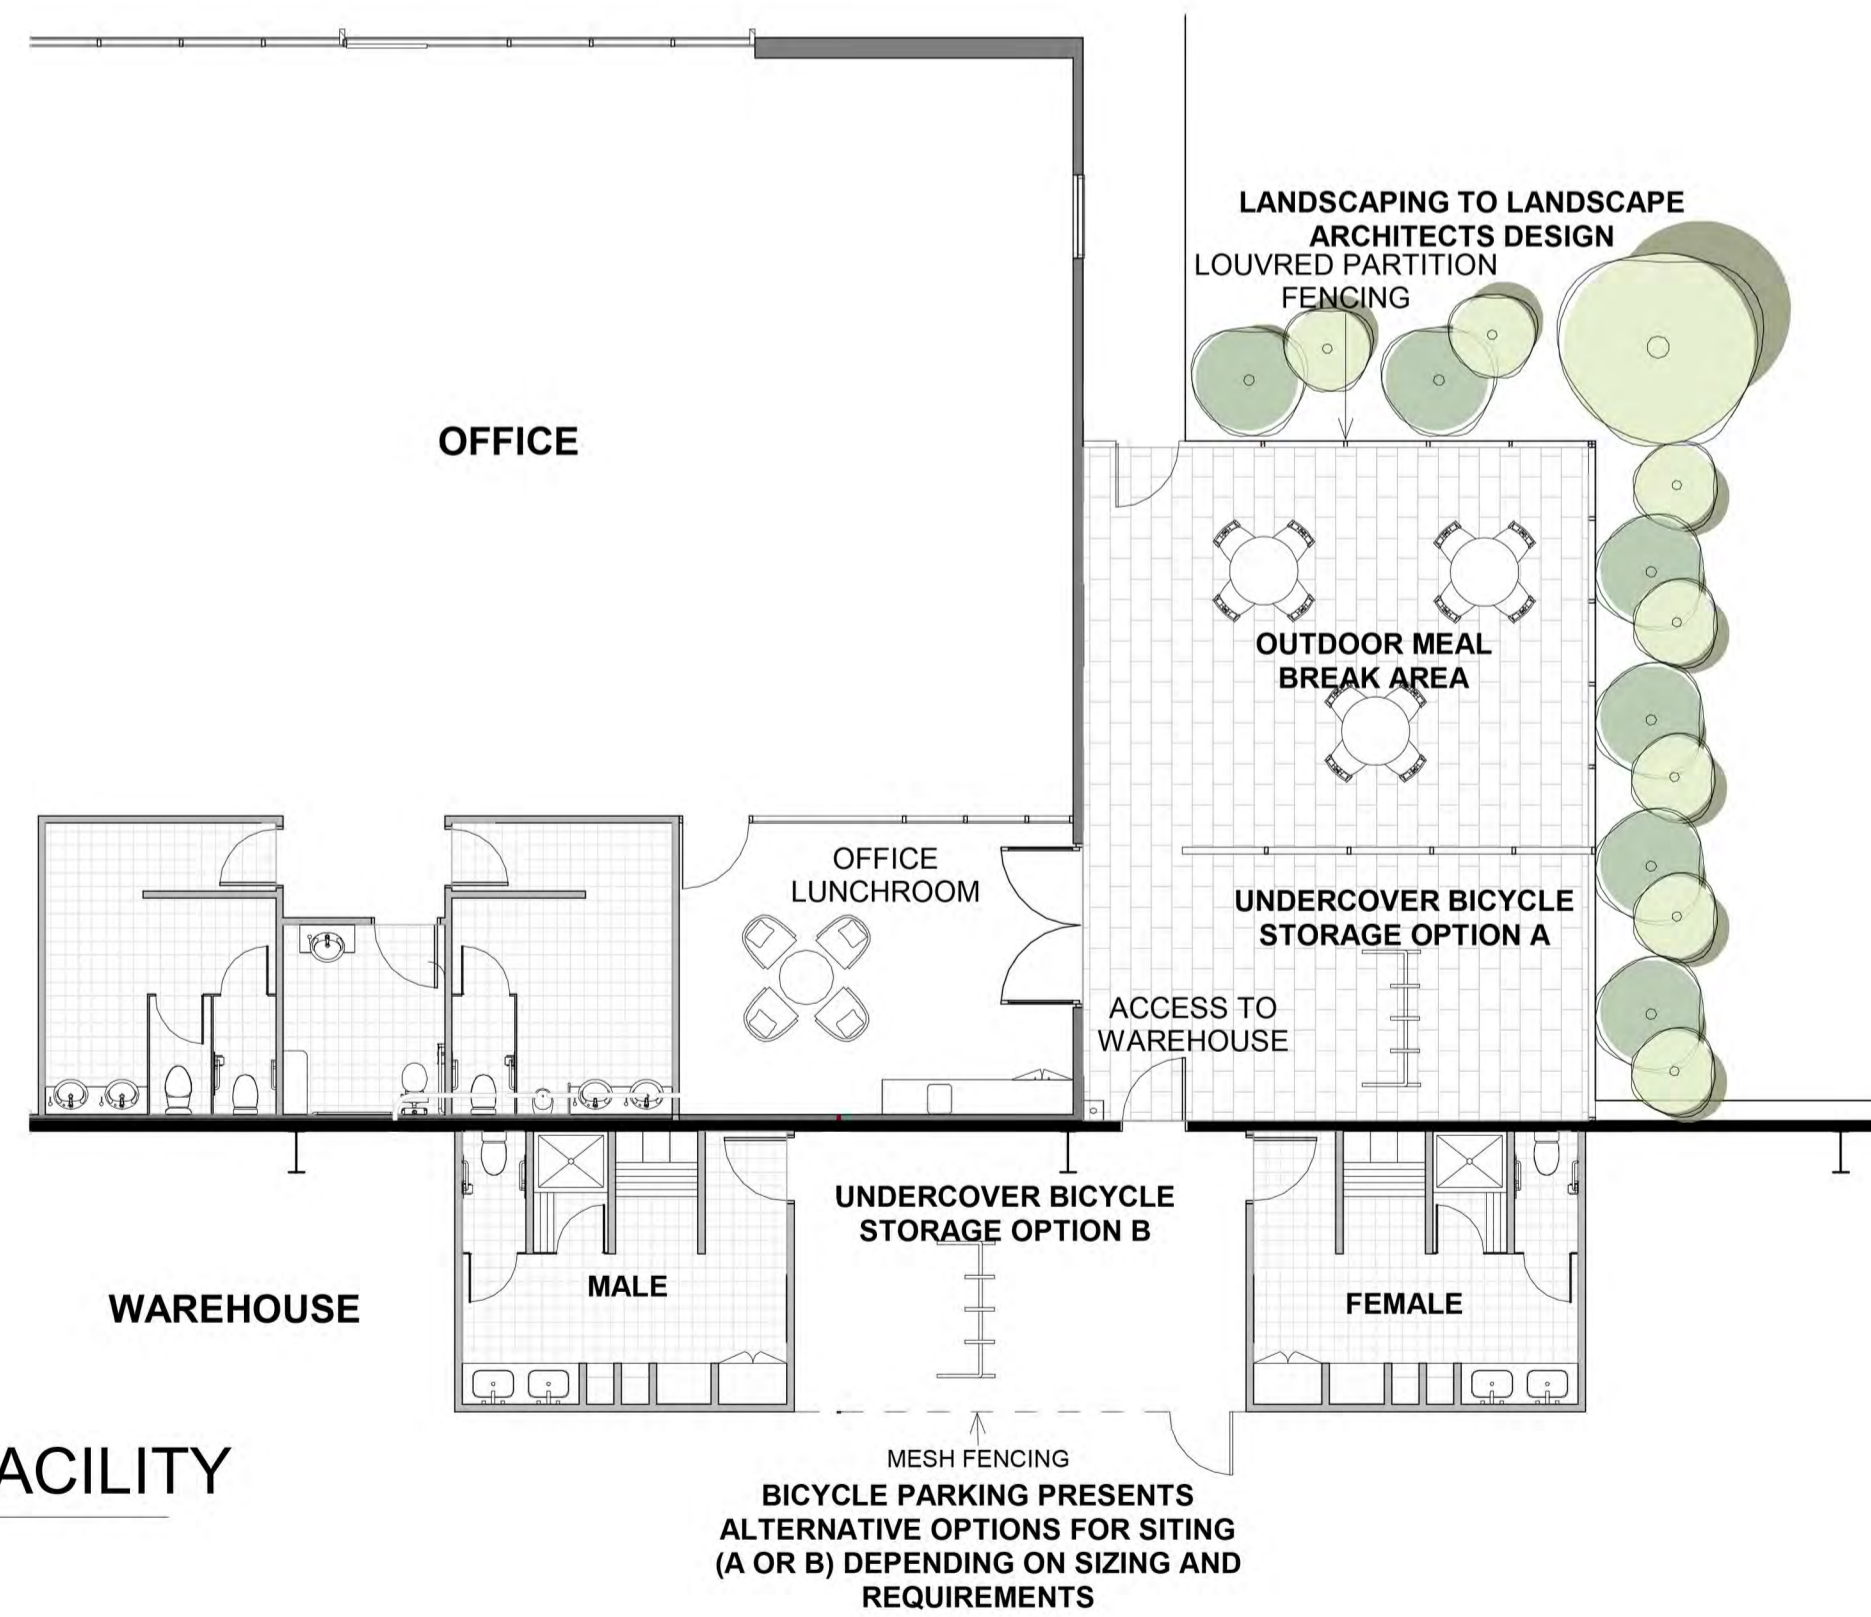 LANDSCAPING TO LANDSCAPE
ARCHITECTS DESIGN
LOUVRED PARTITION
FENCING
OFFICE
OUTDOOR MEAL
BREAK AREA
OFFICE
LUNCHROOM
UNDERCOVER BICYCLE
STORAGE OPTION A
ACCESS TO
WAREHOUSE
UNDERCOVER BICYCLE
STORAGE OPTION B
MALE
FEMALE
WAREHOUSE
ACILITY
MESH FENCING
BICYCLE PARKING PRESENTS
ALTERNATIVE OPTIONS FOR SITING
(A OR B) DEPENDING ON SIZING AND
REQUIREMENTS